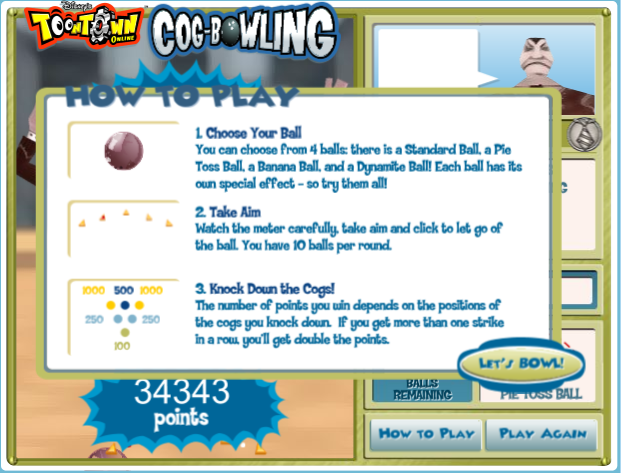 Disney's
TOONTOWN
ONLINE
COG-BOWLING
HOW TO PLAY
1. Choose Your Ball
You can choose from 4 balls: there is a Standard Ball, a Pie
Toss Ball, a Banana Ball, and a Dynamite Ball! Each ball has its
own special effect - so try them all!
2. Take Aim
Watch the meter carefully, take aim and click to let go of
the ball. You have 10 balls per round.
1000 500 1000
250 250
100
3. Knock Down the Cogs!
The number of points you win depends on the positions of
the cogs you knock down. If you get more than one strike
in a row, you'll get double the points.
LET'S BOWL!
34343
points
BALLS
REMAINING
PIE TOSS BALL
HOW TO PLAY
PLAY AGAIN